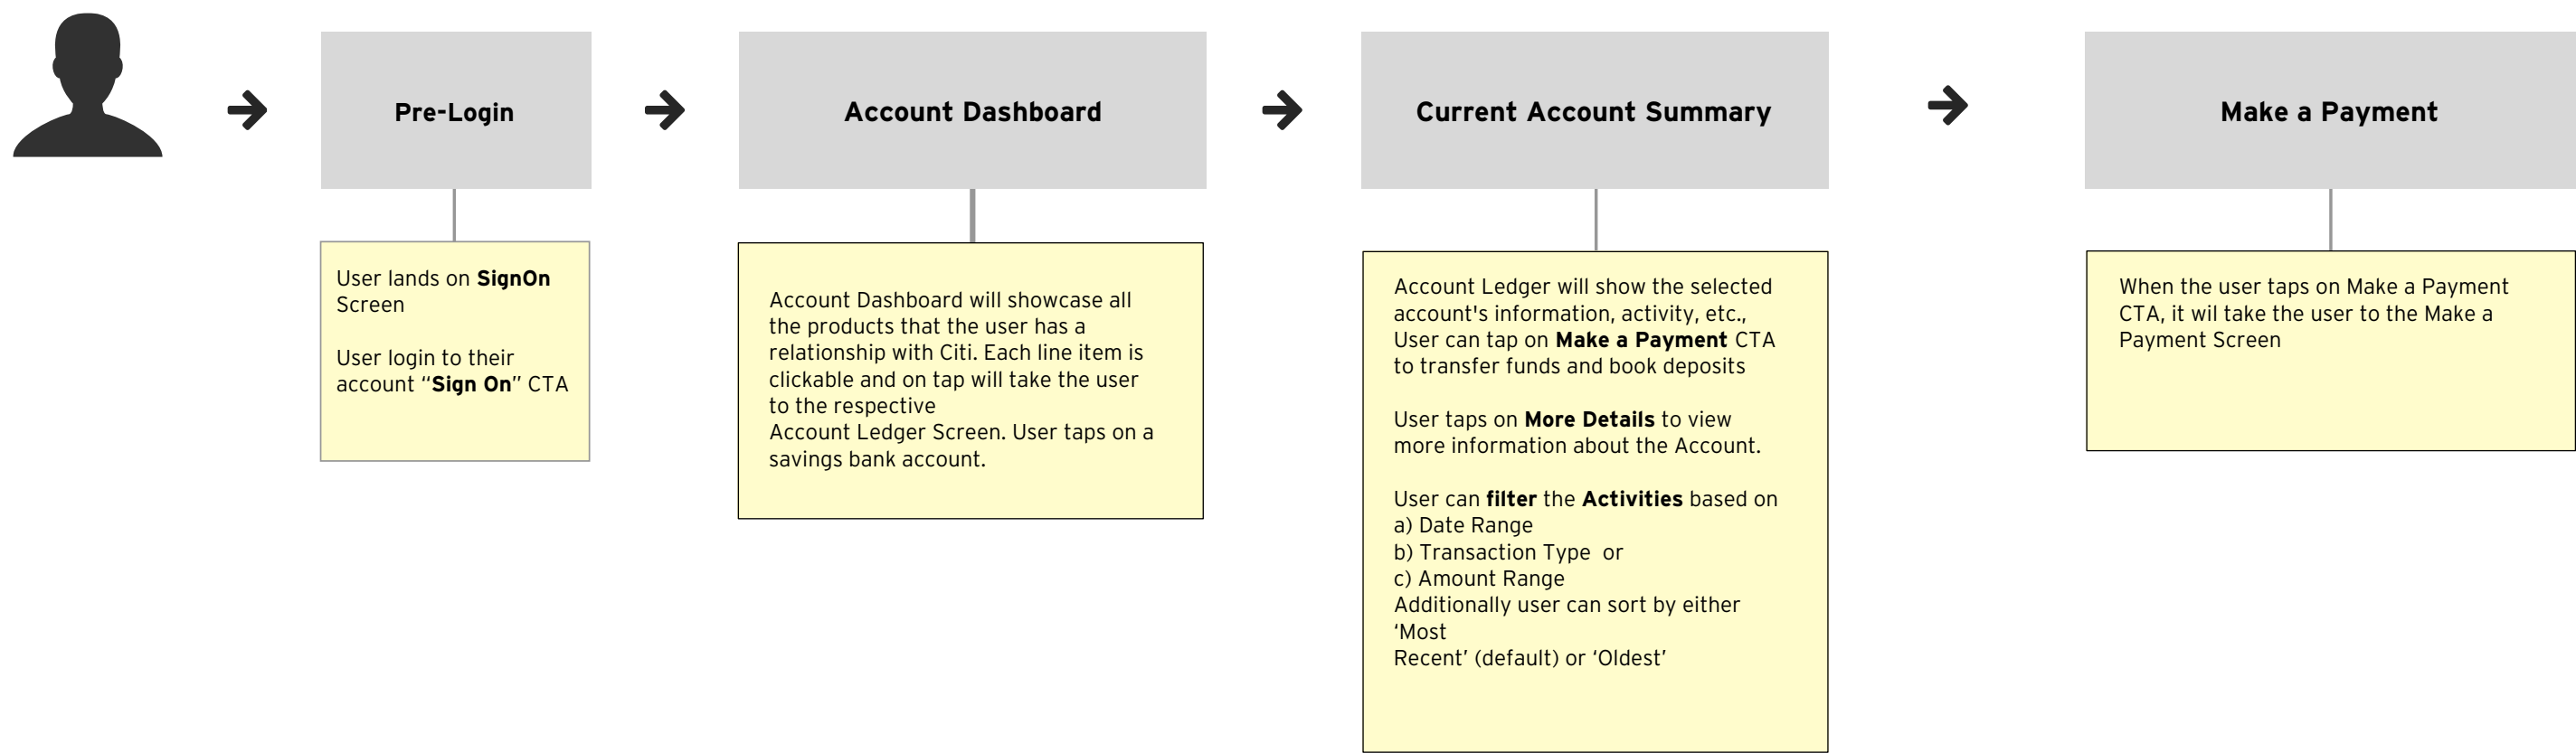 Pre-Login
Account Dashboard
Current Account Summary
Make a Payment
User lands on SignOn
Screen
User login to their
account “Sign On” CTA
Account Dashboard will showcase all
the products that the user has a
relationship with Citi. Each line item is
clickable and on tap will take the user
to the respective
Account Ledger Screen. User taps on a
savings bank account.
Account Ledger will show the selected
account's information, activity, etc.,
User can tap on Make a Payment CTA
to transfer funds and book deposits
User taps on More Details to view
more information about the Account.
User can filter the Activities based on
a) Date Range
b) Transaction Type  or
c) Amount Range
Additionally user can sort by either
‘Most
Recent’ (default) or ‘Oldest’
When the user taps on Make a Payment
CTA, it wil take the user to the Make a
Payment Screen